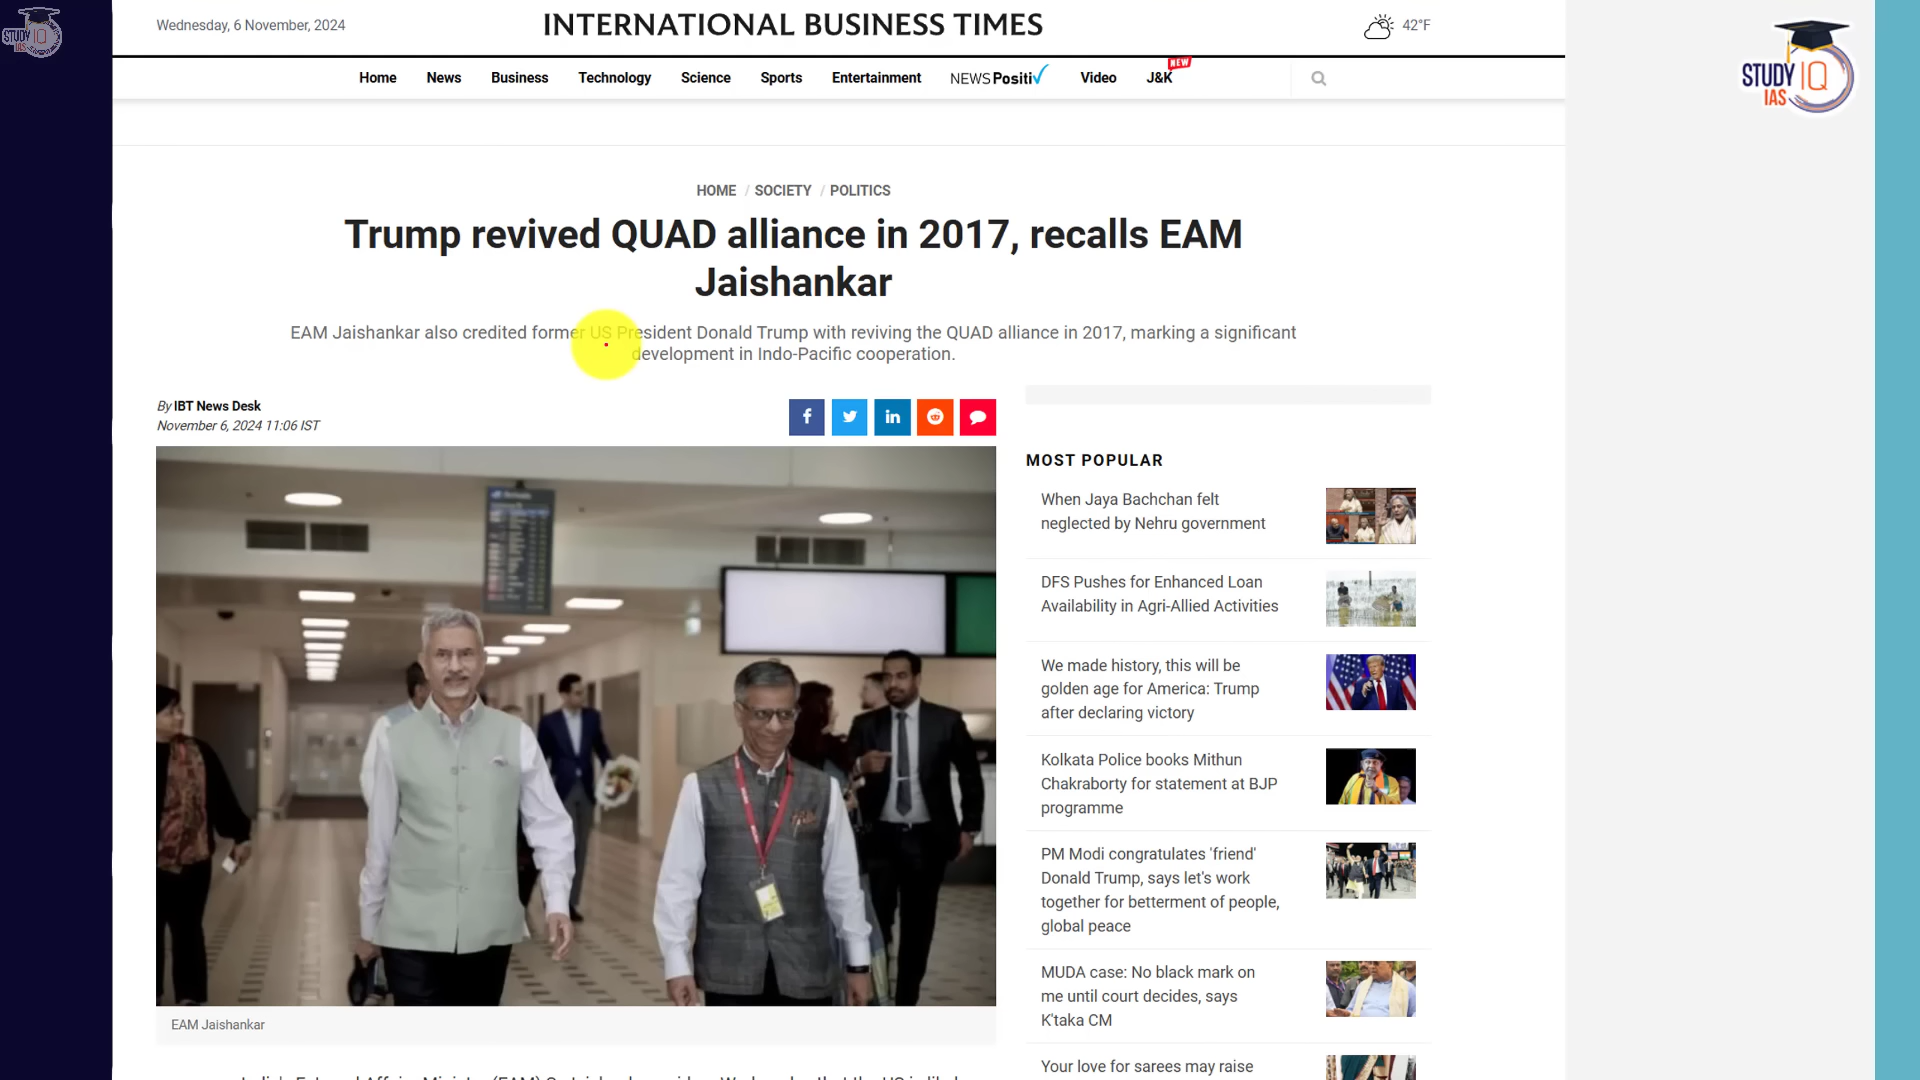 STUDY IQ
IAS
Wednesday, 6 November, 2024
INTERNATIONAL BUSINESS TIMES
42°F
Home
News
Business
Technology
Science
Sports
Entertainment
NEWS Positiv
Video
J&K
NEW
STUDY IQ
IAS
HOME / SOCIETY / POLITICS
Trump revived QUAD alliance in 2017, recalls EAM
Jaishankar
EAM Jaishankar also credited former US President Donald Trump with reviving the QUAD alliance in 2017, marking a significant
development in Indo-Pacific cooperation.
By IBT News Desk
November 6, 2024 11:06 IST
EAM Jaishankar
MOST POPULAR
When Jaya Bachchan felt
neglected by Nehru government
DFS Pushes for Enhanced Loan
Availability in Agri-Allied Activities
We made history, this will be
golden age for America: Trump
after declaring victory
Kolkata Police books Mithun
Chakraborty for statement at BJP
programme
PM Modi congratulates 'friend'
Donald Trump, says let's work
together for betterment of people,
global peace
MUDA case: No black mark on
me until court decides, says
K'taka CM
Your love for sarees may raise